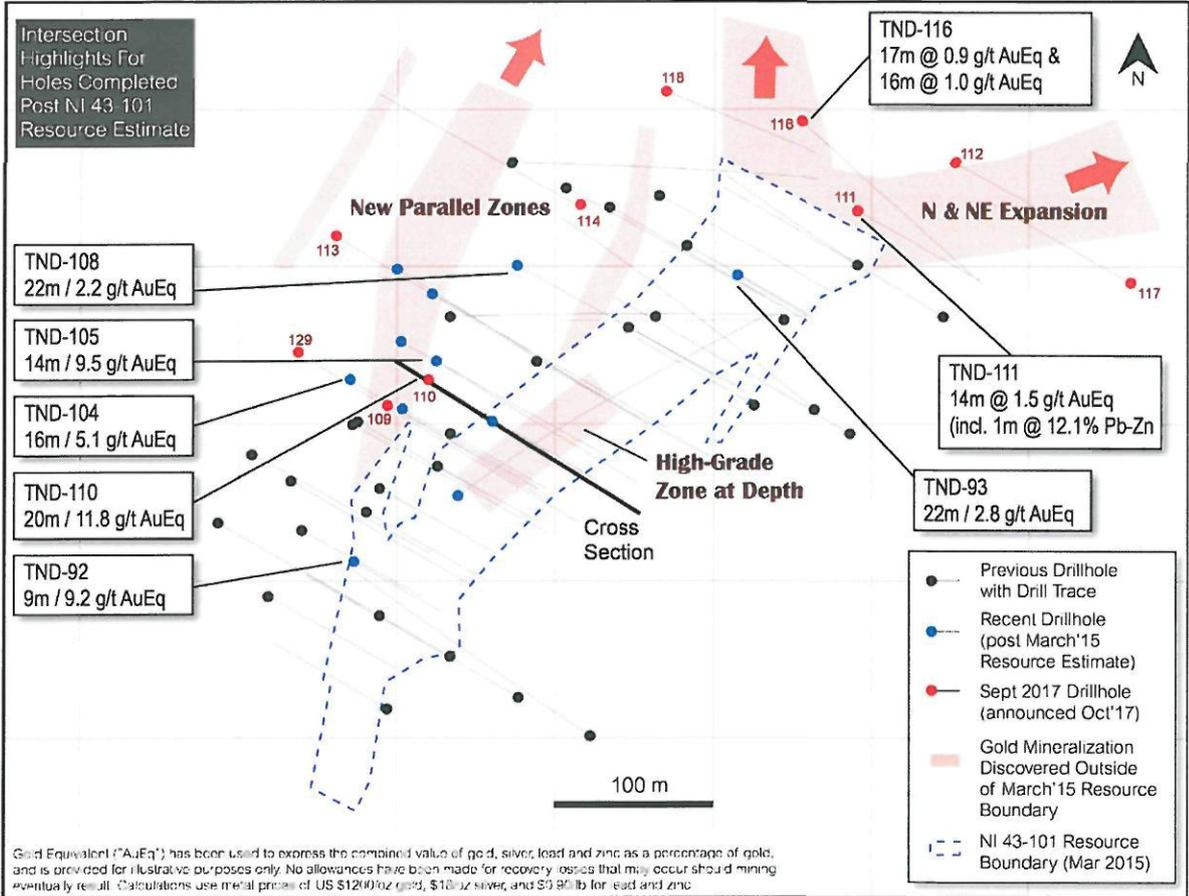 Intersection
Highlights For
Holes Completed
Post NI 43-101
Resource Estimate
TND-116
17m @ 0.9 g/t AuEq &
16m @ 1.0 g/t AuEq
N
118
116
112
111
New Parallel Zones
114
N & NE Expansion
113
117
TND-108
22m / 2.2 g/t AuEq
TND-105
14m / 9.5 g/t AuEq
129
110
109
TND-104
16m / 5.1 g/t AuEq
TND-110
20m / 11.8 g/t AuEq
TND-92
9m / 9.2 g/t AuEq
TND-111
14m @ 1.5 g/t AuEq
(incl. 1m @ 12.1% Pb-Zn
High-Grade
Zone at Depth
TND-93
22m / 2.8 g/t AuEq
Cross
Section
Previous Drillhole
with Drill Trace
Recent Drillhole
(post March'15
Resource Estimate)
Sept 2017 Drillhole
(announced Oct'17)
Gold Mineralization
Discovered Outside
of March'15 Resource
Boundary
NI 43-101 Resource
Boundary (Mar 2015)
100 m
Gold Equivalent ("AuEq") has been used to express the combined value of gold, silver, lead and zinc as a percentage of gold,
and is provided for illustrative purposes only. No allowances have been made for recovery losses that may occur should mining
eventually result. Calculations use metal prices of US $1200/oz gold, $18/oz silver, and $0.90/lb for lead and zinc